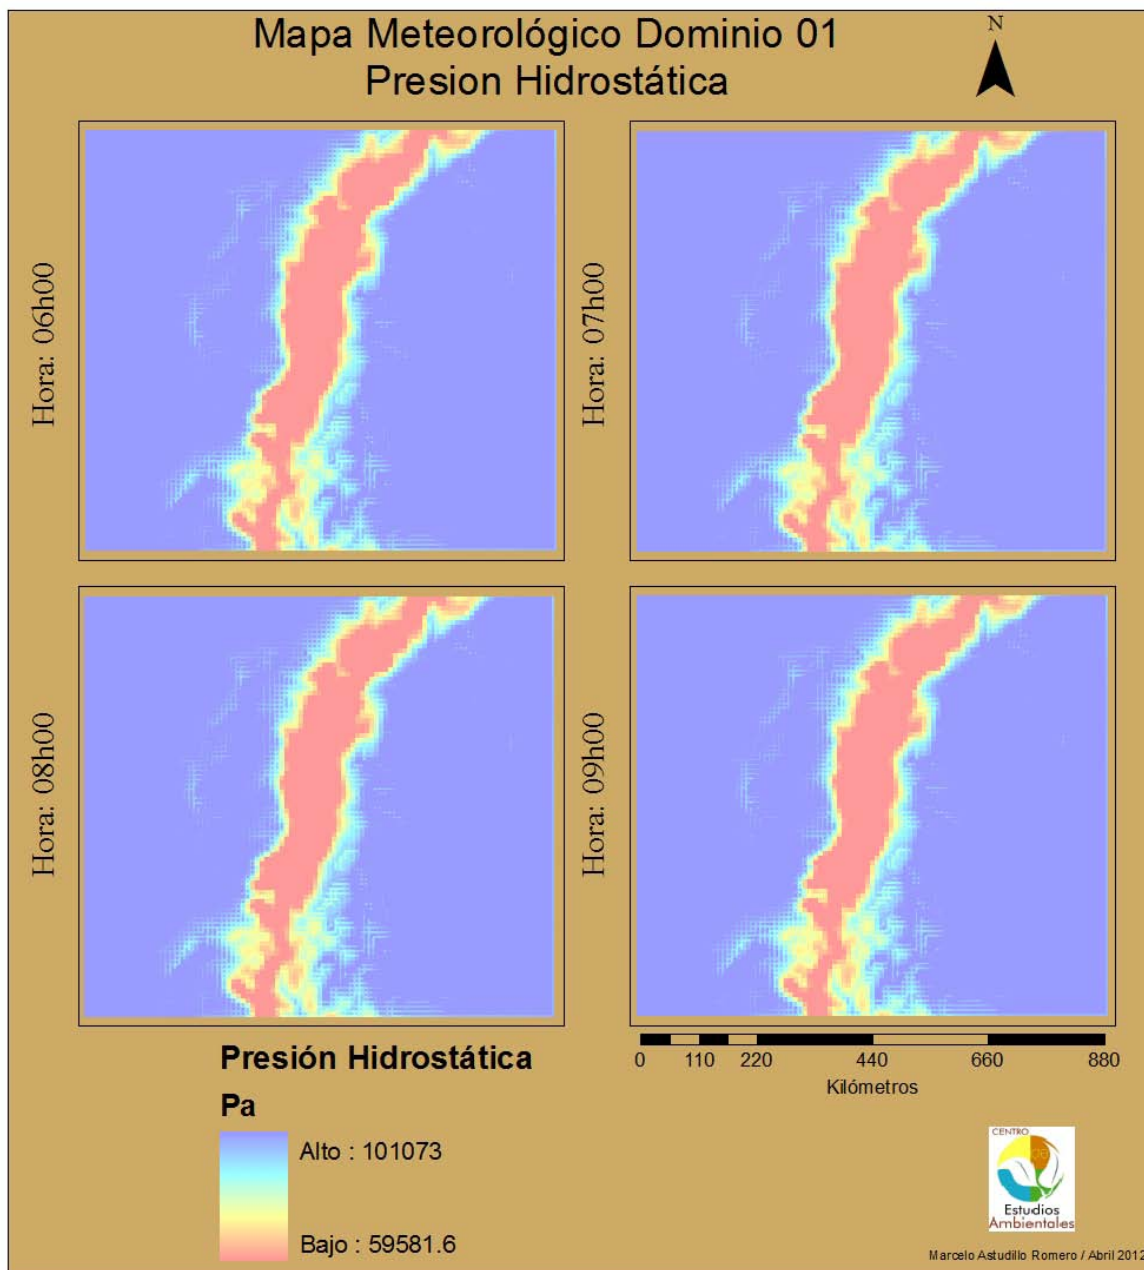 Mapa Meteorológico Dominio 01
Presion Hidrostática
N
Hora: 06h00
Hora: 07h00
Hora: 08h00
Hora: 09h00
Presión Hidrostática
Pa
Alto : 101073
Bajo : 59581.6
0 110 220 440 660 880
Kilómetros
CENTRO
Estudios
Ambientales
Marcelo Astudillo Romero / Abril 2012